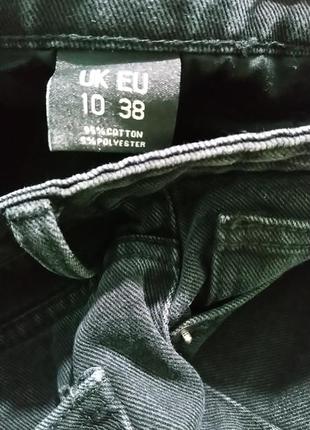 UK EU
10 38
95% COTTON
5% POLYESTER